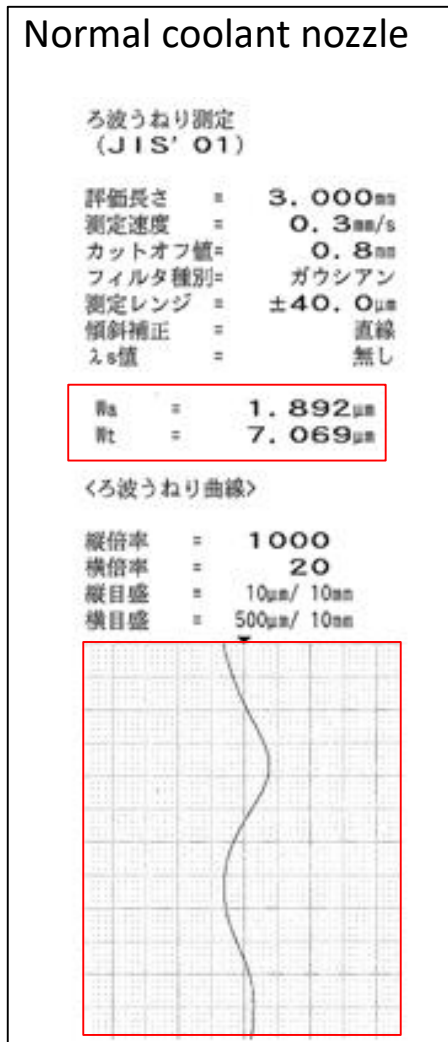 Normal coolant nozzle
ろ波うねり測定
(JIS'01)
評価長さ = 3.000mm
測定速度 = 0.3mm/s
カットオフ値= 0.8mm
フィルタ種別= ガウシアン
測定レンジ = ±40.0μm
傾斜補正 = 直線
λs値 = 無し
Wa = 1.892μm
Wt = 7.069μm
<ろ波うねり曲線>
縦倍率 = 1000
横倍率 = 20
縦目盛 = 10μm/ 10mm
横目盛 = 500μm/ 10mm